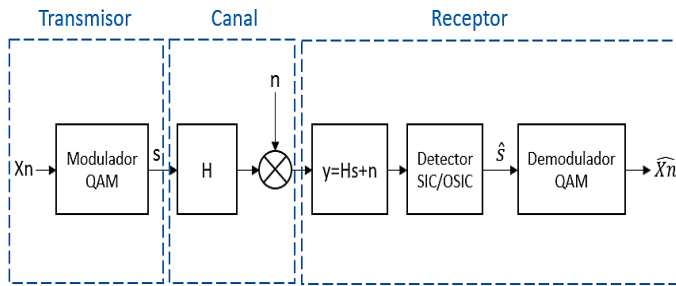 Transmisor
Canal
Receptor
n
Xn
Modulador
QAM
s
H
y=Hs+n
Detector
SIC/OSIC
ŝ
Demodulador
QAM
X̂n